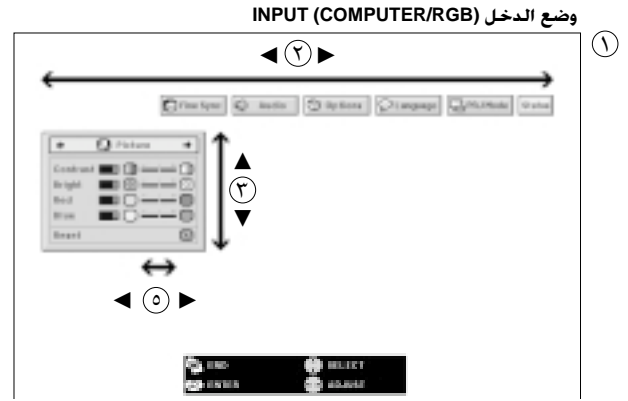 وضع الدخل INPUT (COMPUTER/RGB)
١
◀ ٢ ▶
Fine Sync Audio Options Language PRJ Mode Status
Picture
Contrast
Bright
Red
Blue
Reset
▲
٣
▼
◀ ٥ ▶
END SELECT
ENTER ADJUST